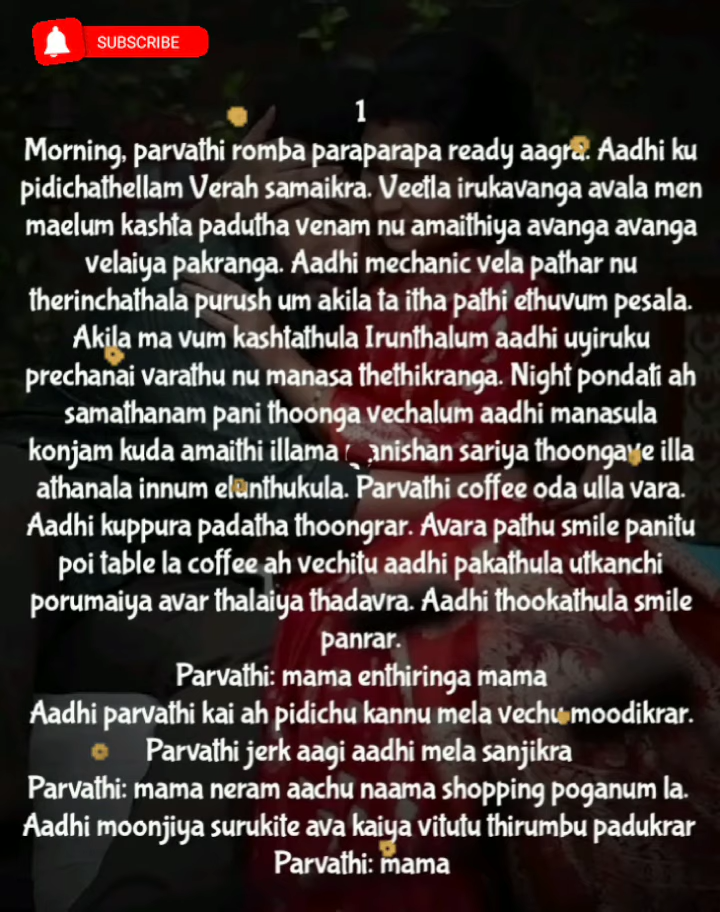 SUBSCRIBE
1
Morning, parvathi romba paraparapa ready aagra. Aadhi ku
pidichathellam Verah samaikra. Veetla irukavanga avala men
maelum kashta padutha venam nu amaithiya avanga avanga
velaiya pakranga. Aadhi mechanic vela pathar nu
therinchathala purush um akila ta itha pathi ethuvum pesala.
Akila ma vum kashtathula Irunthalum aadhi uyiruku
prechanai varathu nu manasa thethikranga. Night pondati ah
samathanam pani thoonga vechalum aadhi manasula
konjam kuda amaithi illama sariya thoongave illa
athanala innum elunthukula. Parvathi coffee oda ulla vara.
Aadhi kuppura padatha thoongrar. Avara pathu smile panitu
poi table la coffee ah vechitu aadhi pakathula utkanchi
porumaiya avar thalaiya thadavra. Aadhi thookathula smile
panrar.
Parvathi: mama enthiringa mama
Aadhi parvathi kai ah pidichu kannu mela vechu moodikrar.
Parvathi jerk aagi aadhi mela sanjikra
Parvathi: mama neram aachu naama shopping poganum la.
Aadhi moonjiya surukite ava kaiya vitutu thirumbu padukrar
Parvathi: mama